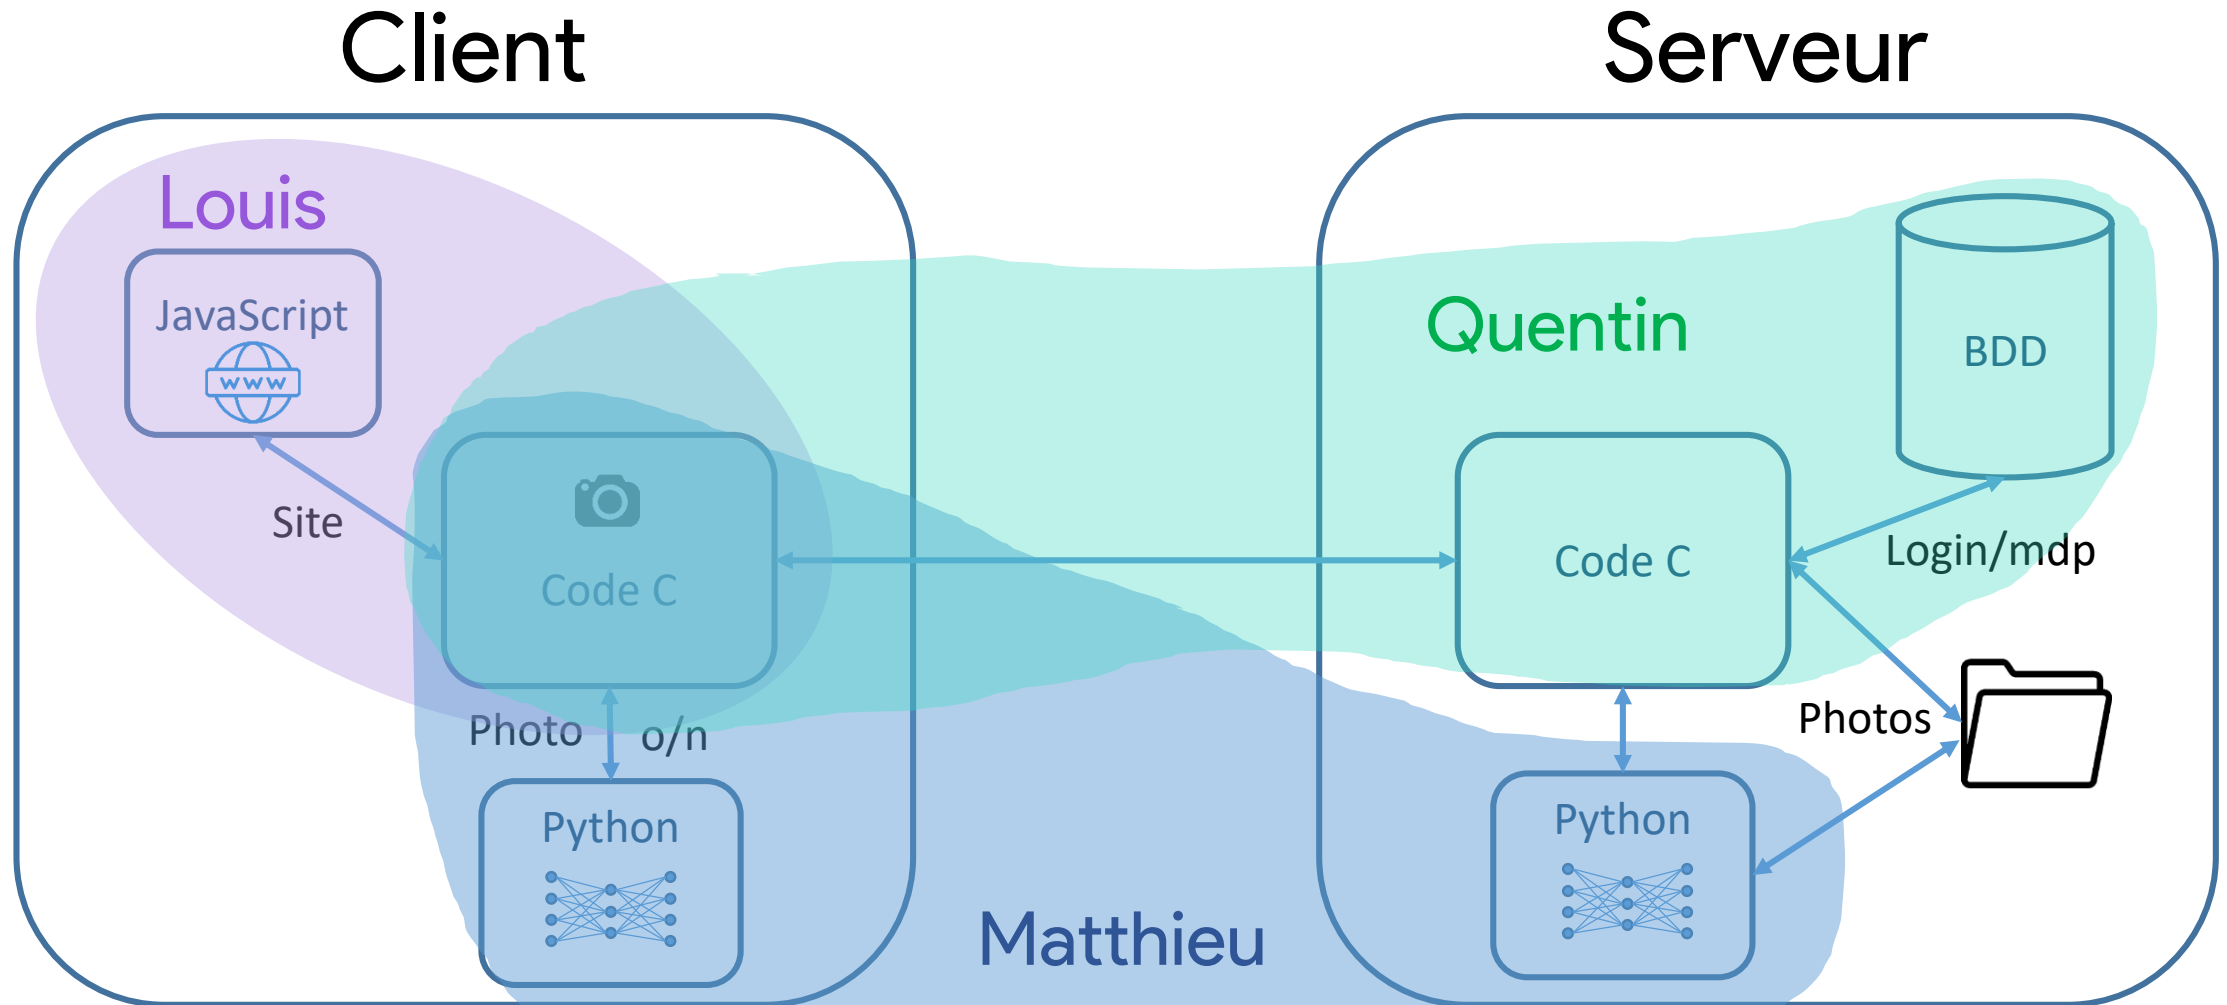 Client
Serveur
Louis
JavaScript
WWW
Quentin
BDD
Site
Code C
Code C
Login/mdp
Photo
o/n
Photos
Python
Python
Matthieu